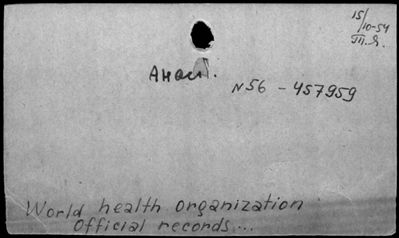 15/
10-54
Т.Я.
Анал.
N56 - 457959
World health organization
Official records...